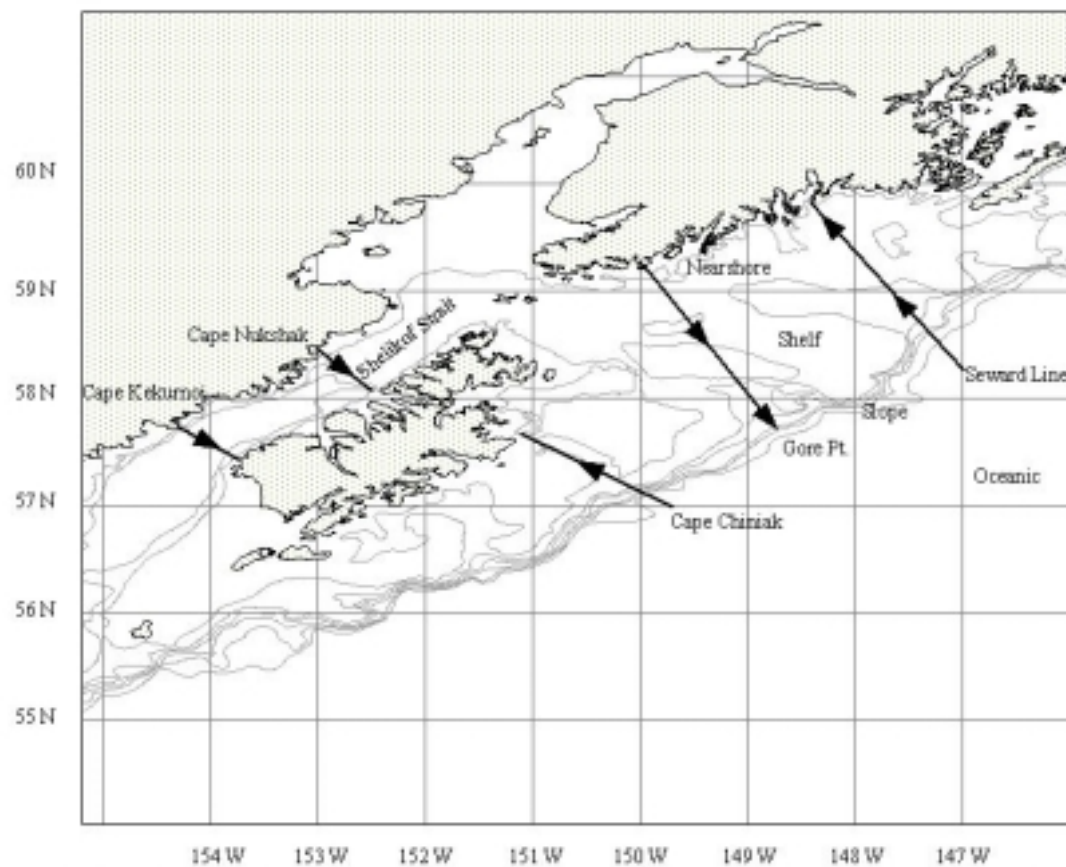 60 N
59 N
58 N
57 N
56 N
55 N
Nearshore
Cape Nukshak
Shelikof Strait
Shelf
Seward Line
Cape Kekurnoi
Slope
Gore Pt.
Oceanic
Cape Chiniak
154 W 153 W 152 W 151 W 150 W 149 W 148 W 147 W